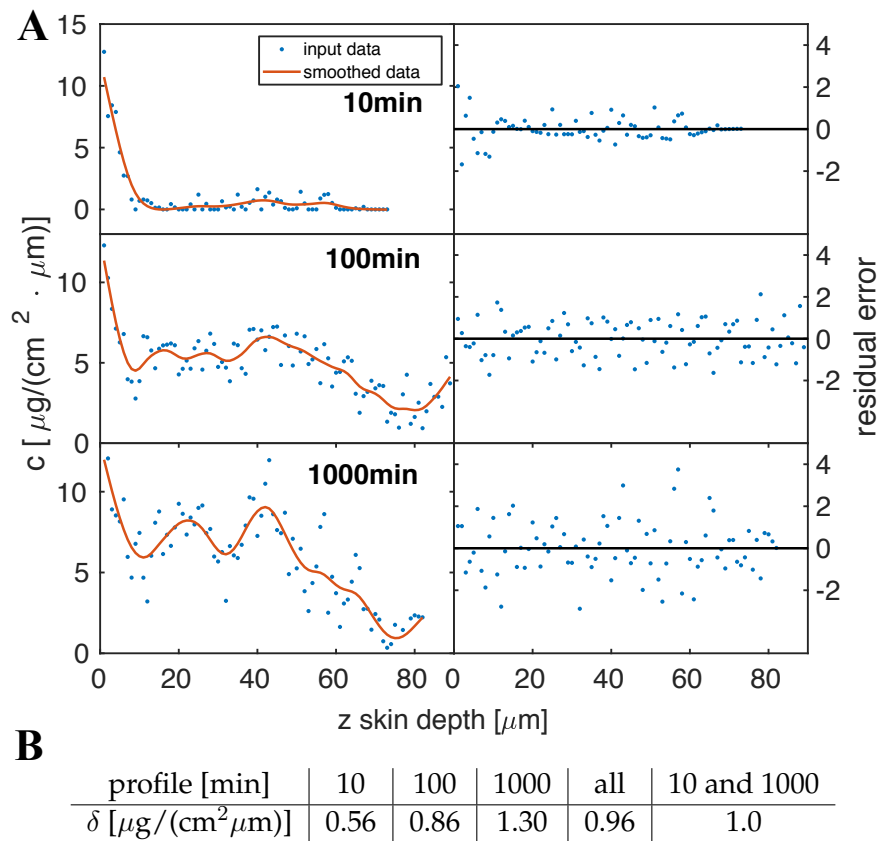 A
15
10
5
0
input data
smoothed data
10min
4
2
0
-2
10
5
0
100min
4
2
0
-2
10
5
0
1000min
4
2
0
-2
c [ μg/(cm 2 · μm)]
residual error
0 20 40 60 80 0 20 40 60 80
z skin depth [μm]
B
profile [min] 10 100 1000 all 10 and 1000
δ [μg/(cm²μm)] 0.56 0.86 1.30 0.96 1.0